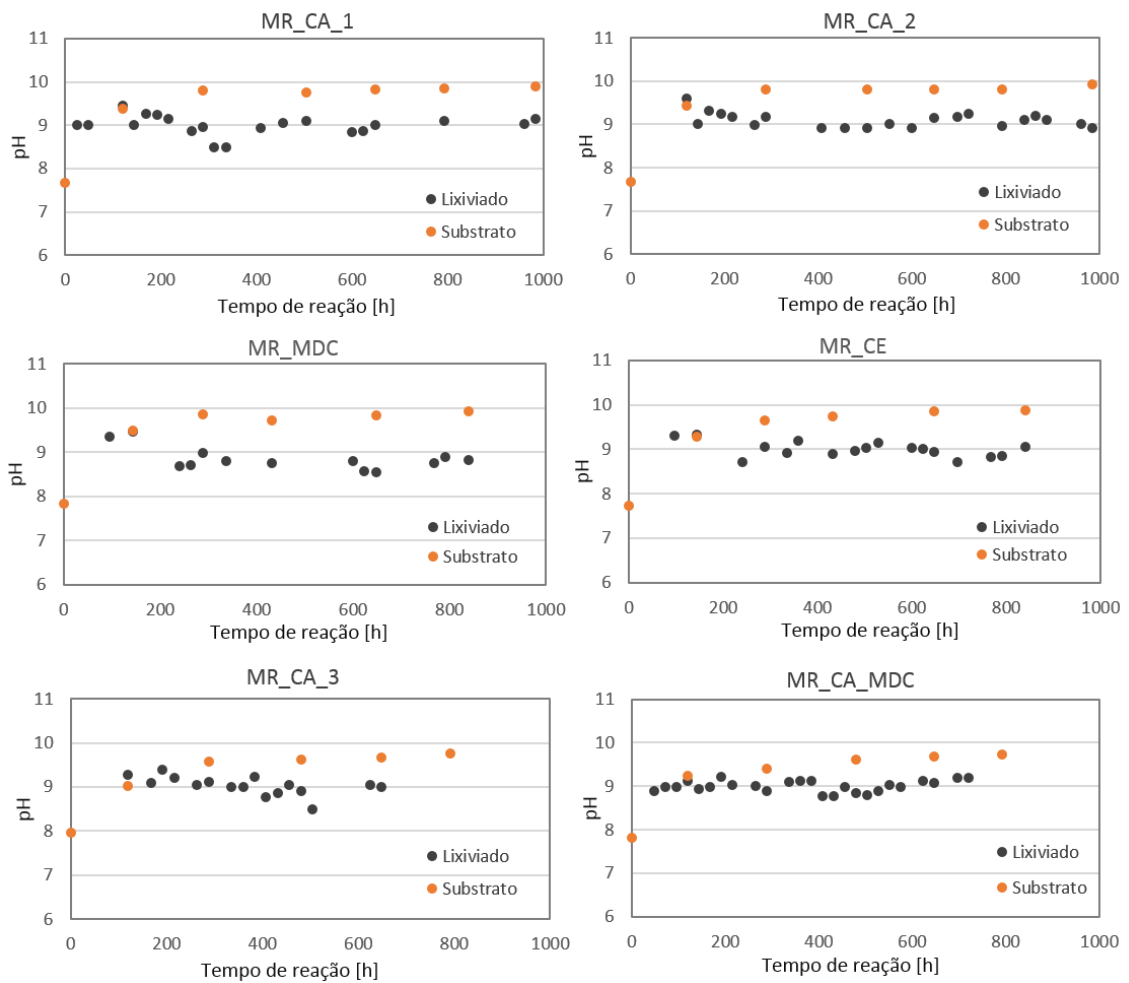 MR_CA_1
11
10
9
8
7
6
pH
Lixiviado
Substrato
0 200 400 600 800 1000
Tempo de reação [h]
MR_CA_2
11
10
9
8
7
6
pH
Lixiviado
Substrato
0 200 400 600 800 1000
Tempo de reação [h]
MR_MDC
11
10
9
8
7
6
pH
Lixiviado
Substrato
0 200 400 600 800 1000
Tempo de reação [h]
MR_CE
11
10
9
8
7
6
pH
Lixiviado
Substrato
0 200 400 600 800 1000
Tempo de reação [h]
MR_CA_3
11
10
9
8
7
6
pH
Lixiviado
Substrato
0 200 400 600 800 1000
Tempo de reação [h]
MR_CA_MDC
11
10
9
8
7
6
pH
Lixiviado
Substrato
0 200 400 600 800 1000
Tempo de reação [h]